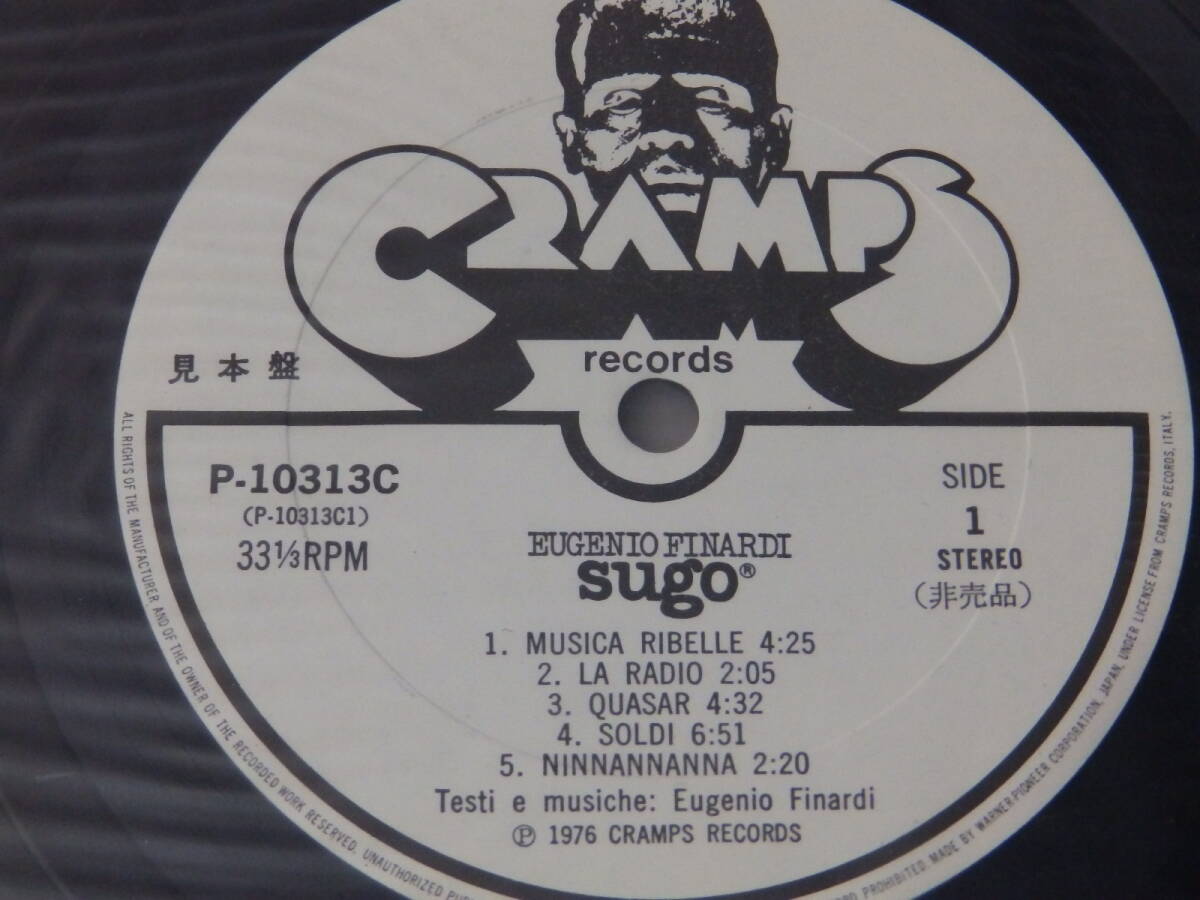 CRAMPS
records
見本盤
P-10313C
(P-10313C1)
33⅓RPM
SIDE
1
STEREO
(非売品)
EUGENIO FINARDI
sugo®
1. MUSICA RIBELLE 4:25
2. LA RADIO 2:05
3. QUASAR 4:32
4. SOLDI 6:51
5. NINNANNANNA 2:20
Testi e musiche: Eugenio Finardi
Ⓟ 1976 CRAMPS RECORDS
ALL RIGHTS OF THE MANUFACTURER AND OF THE OWNER OF THE RECORDED WORK RESERVED. UNAUTHORIZED
PROHIBITED. MADE BY WARNER-PIONEER CORPORATION, JAPAN, UNDER LICENSE FROM CRAMPS RECORDS, ITALY.